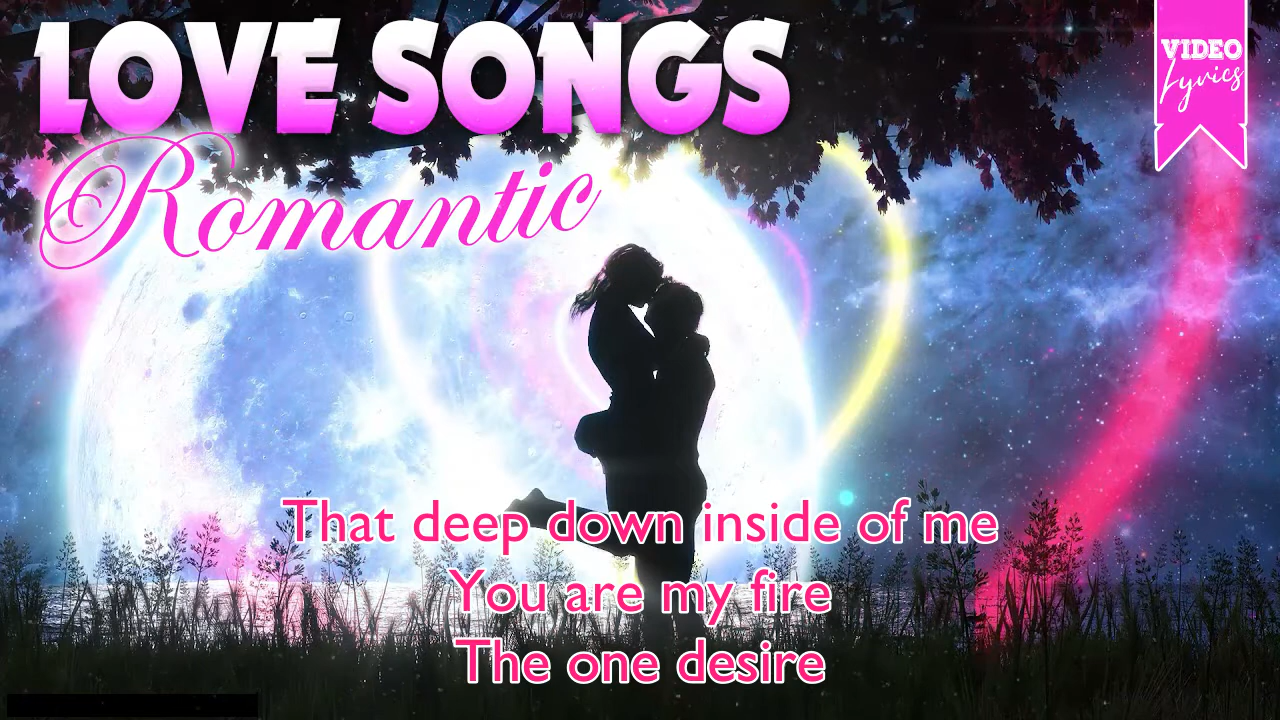 LOVE SONGS
Romantic
VIDEO
Lyrics
That deep down inside of me
You are my fire
The one desire